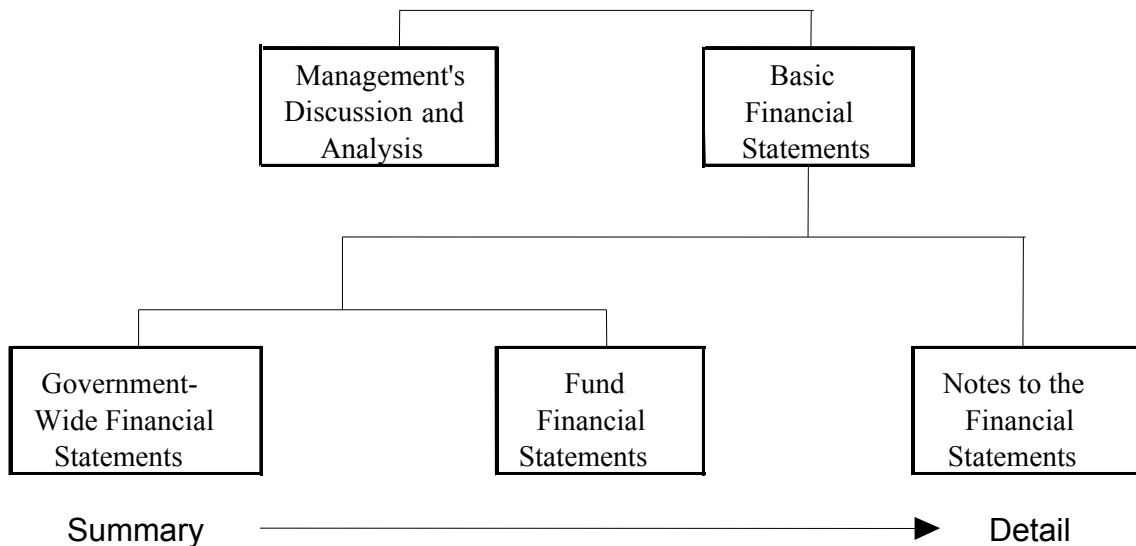 Management's
Discussion and
Analysis
Basic
Financial
Statements
Government-
Wide Financial
Statements
Fund
Financial
Statements
Notes to the
Financial
Statements
Summary
Detail